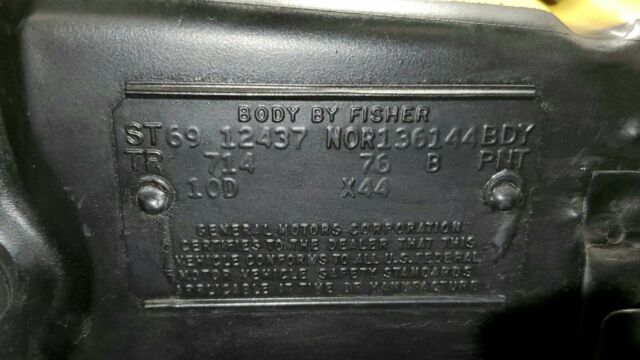 BODY BY FISHER
ST69 12437 NOR136144BDY
TR 714 76 B PNT
10D X44
GENERAL MOTORS CORPORATION
CERTIFIES TO THE DEALER THAT THIS
VEHICLE CONFORMS TO ALL U.S. FEDERAL
MOTOR VEHICLE SAFETY STANDARDS
APPLICABLE AT TIME OF MANUFACTURE